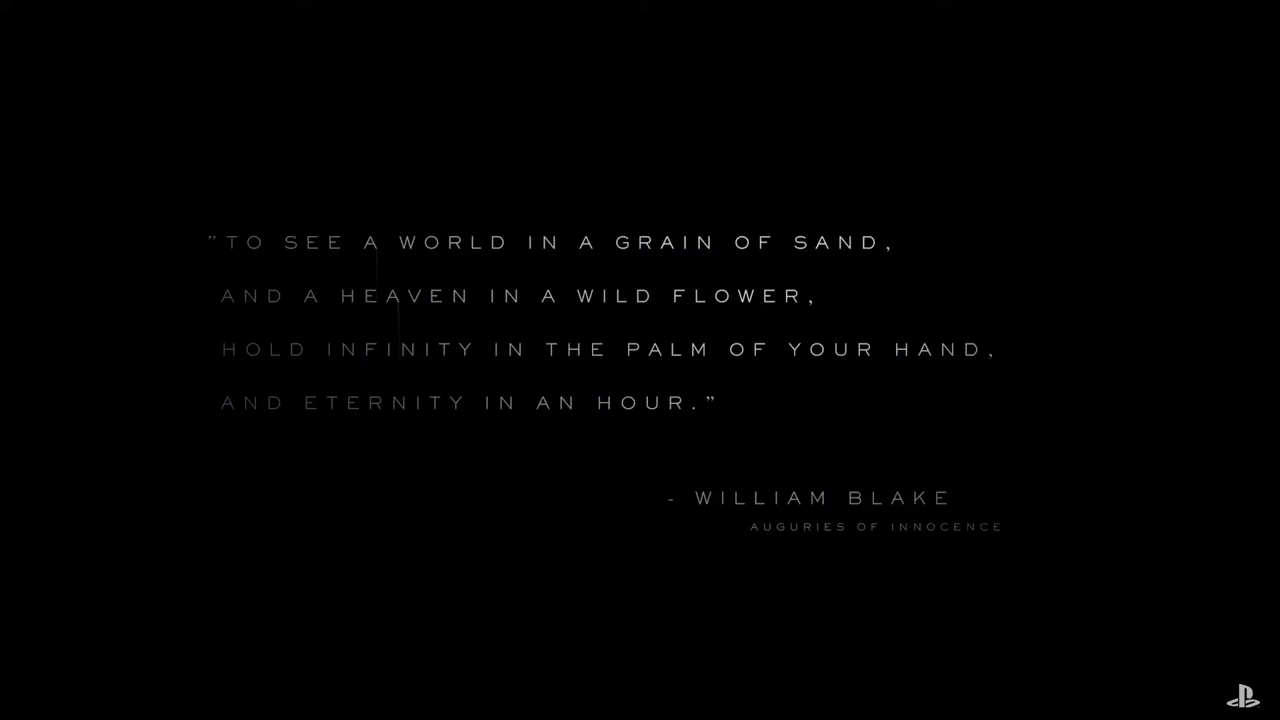 “TO SEE A WORLD IN A GRAIN OF SAND,
AND A HEAVEN IN A WILD FLOWER,
HOLD INFINITY IN THE PALM OF YOUR HAND,
AND ETERNITY IN AN HOUR.”
- WILLIAM BLAKE
AUGURIES OF INNOCENCE